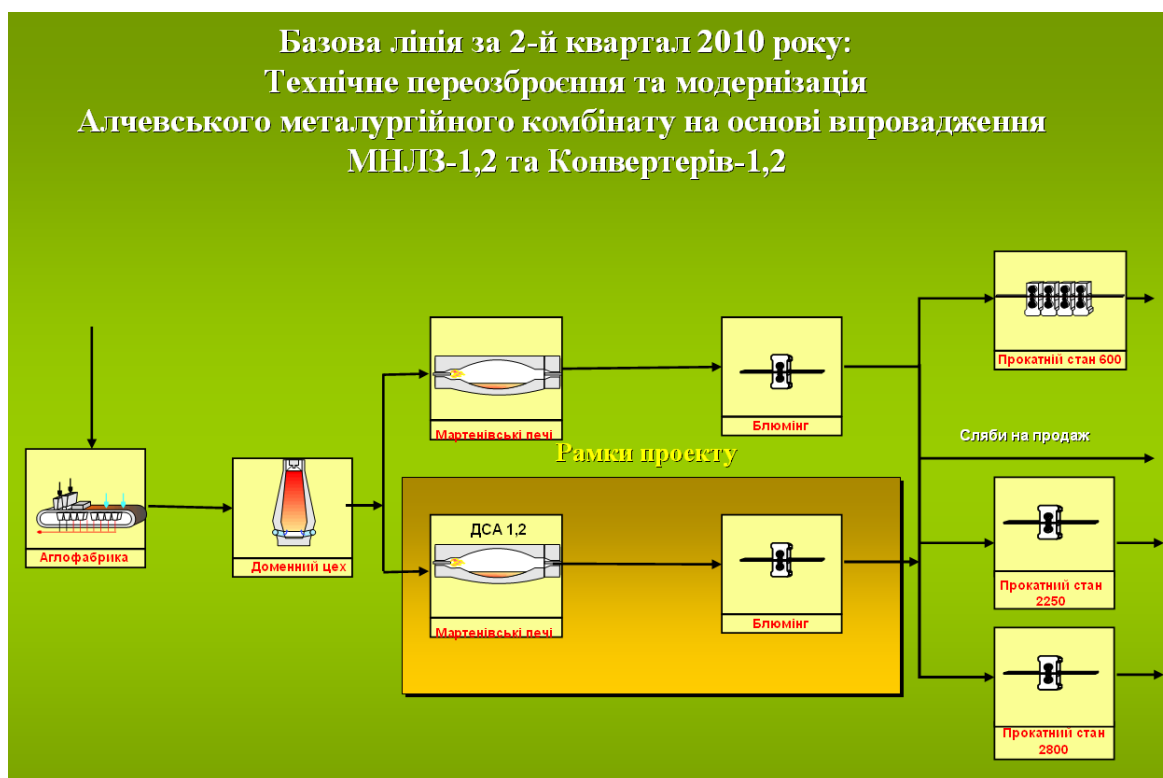 Базова лінія за 2-й квартал 2010 року:
Технічне переозброєння та модернізація
Алчевського металургійного комбінату на основі впровадження
МНЛЗ-1,2 та Конвертерів-1,2
Прокатній стан 600
Мартенівські печі
Блюмінг
Сляби на продаж
Рамки проекту
Аглофабрика
Доменний цех
ДСА 1,2
Мартенівські печі
Блюмінг
Прокатний стан
2250
Прокатний стан
2800